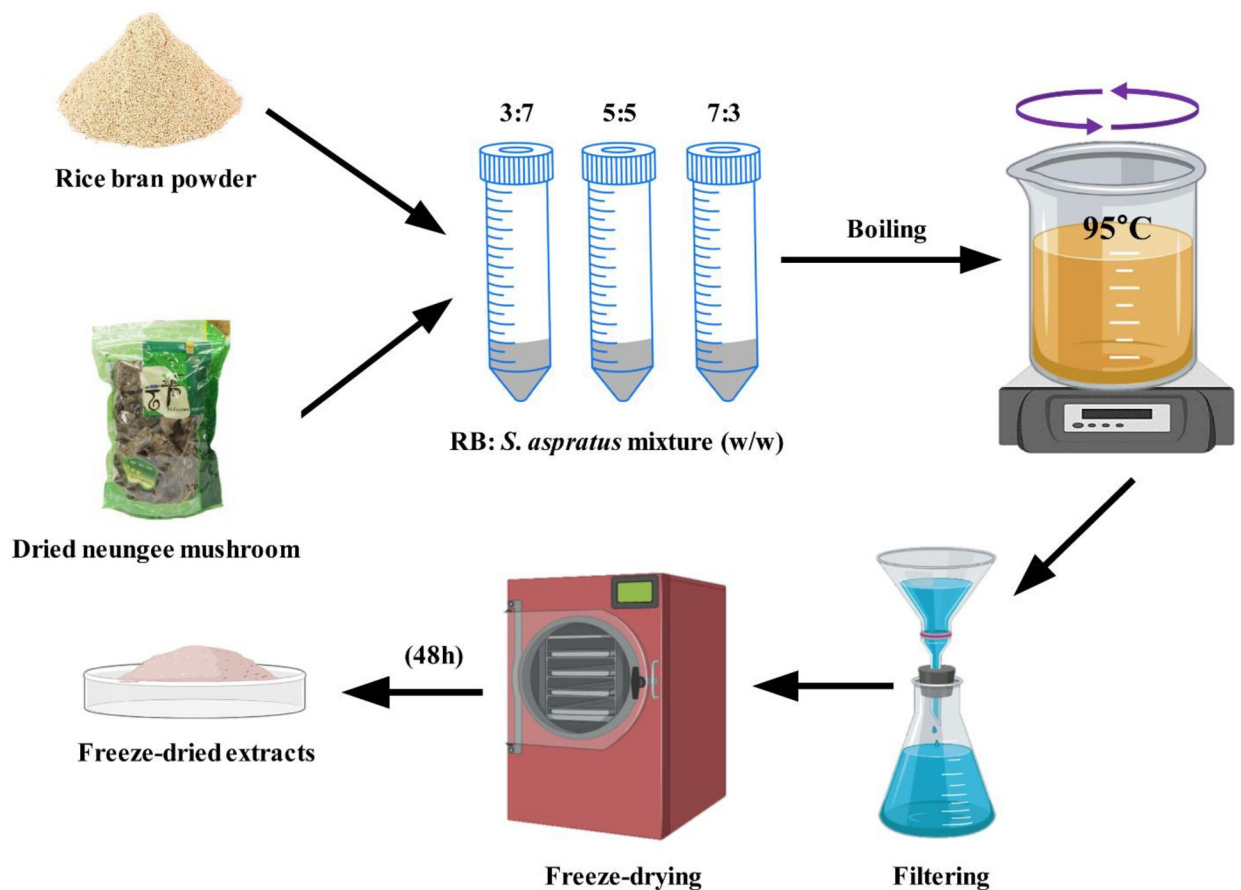 3:7 5:5 7:3
Rice bran powder
Boiling
95°C
RB: S. aspratus mixture (w/w)
Dried neungee mushroom
(48h)
Freeze-dried extracts
Freeze-drying
Filtering